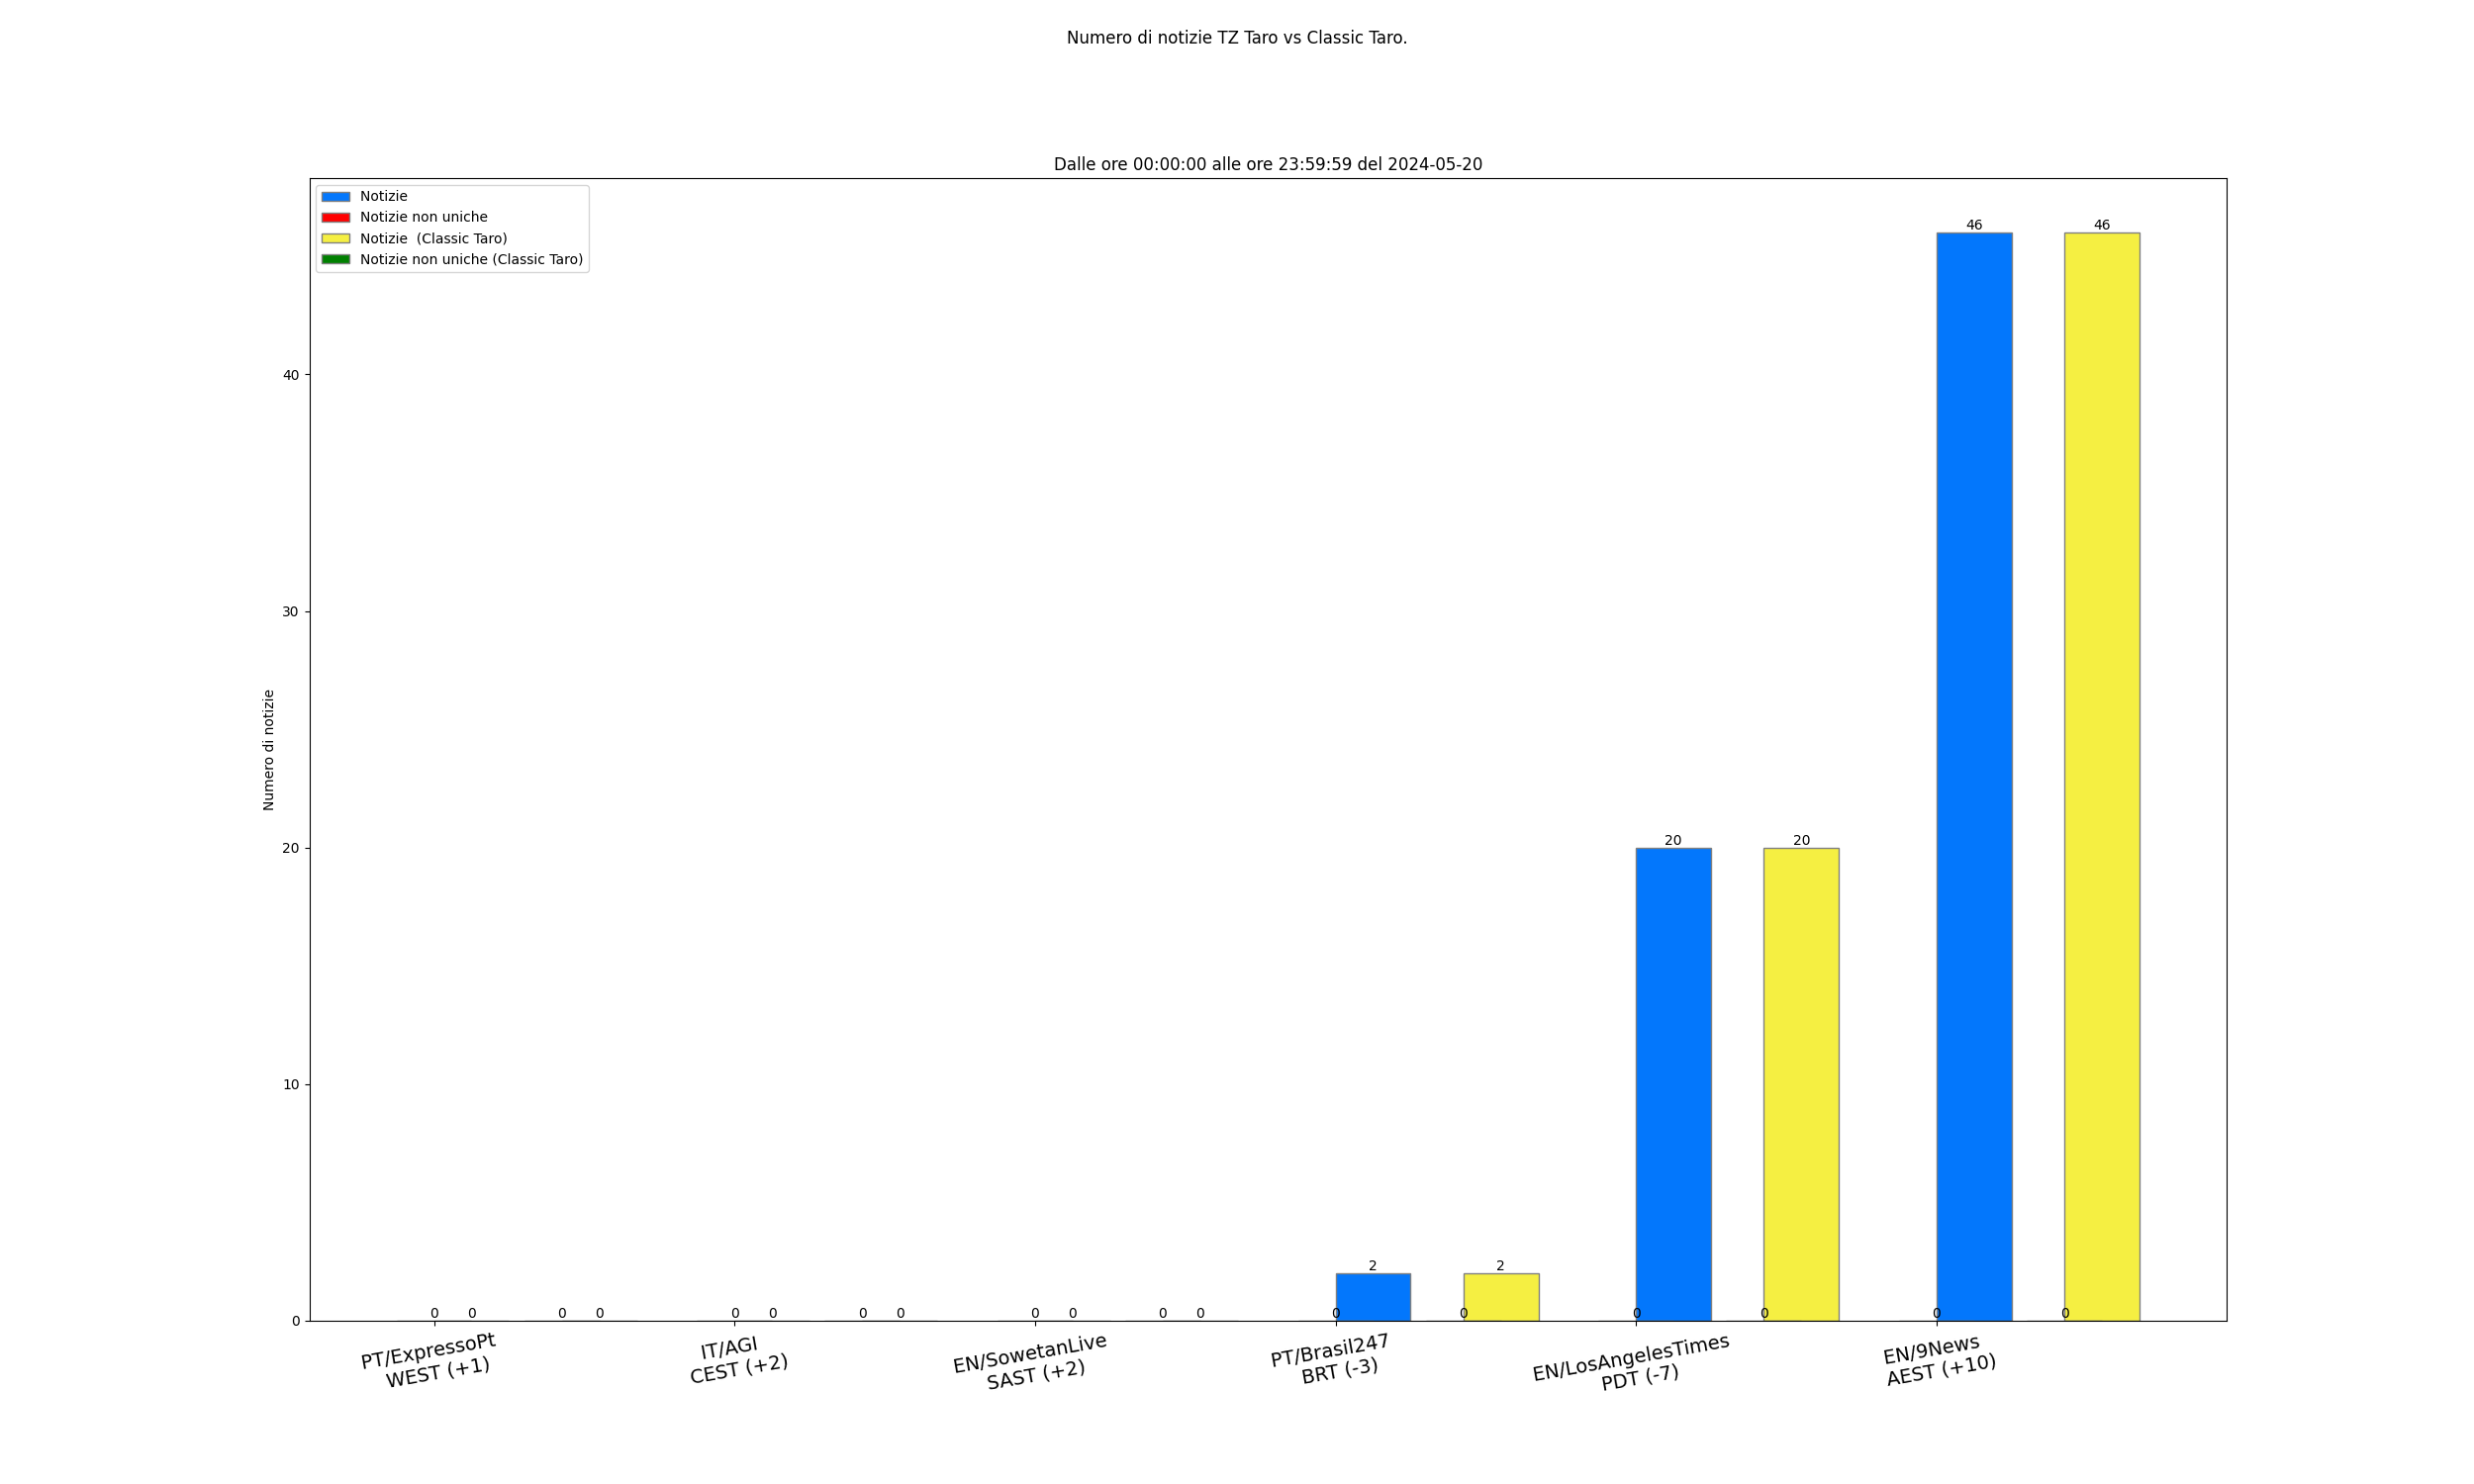 Numero di notizie TZ Taro vs Classic Taro.
Dalle ore 00:00:00 alle ore 23:59:59 del 2024-05-20
Notizie
Notizie non uniche
Notizie  (Classic Taro)
Notizie non uniche (Classic Taro)
Numero di notizie
40
30
20
10
0
46 46
20 20
2 2
0 0 0 0 0 0 0 0 0 0 0 0 0 0 0 0 0 0
PT/ExpressoPt
WEST (+1)
IT/AGI
CEST (+2)
EN/SowetanLive
SAST (+2)
PT/Brasil247
BRT (-3)
EN/LosAngelesTimes
PDT (-7)
EN/9News
AEST (+10)